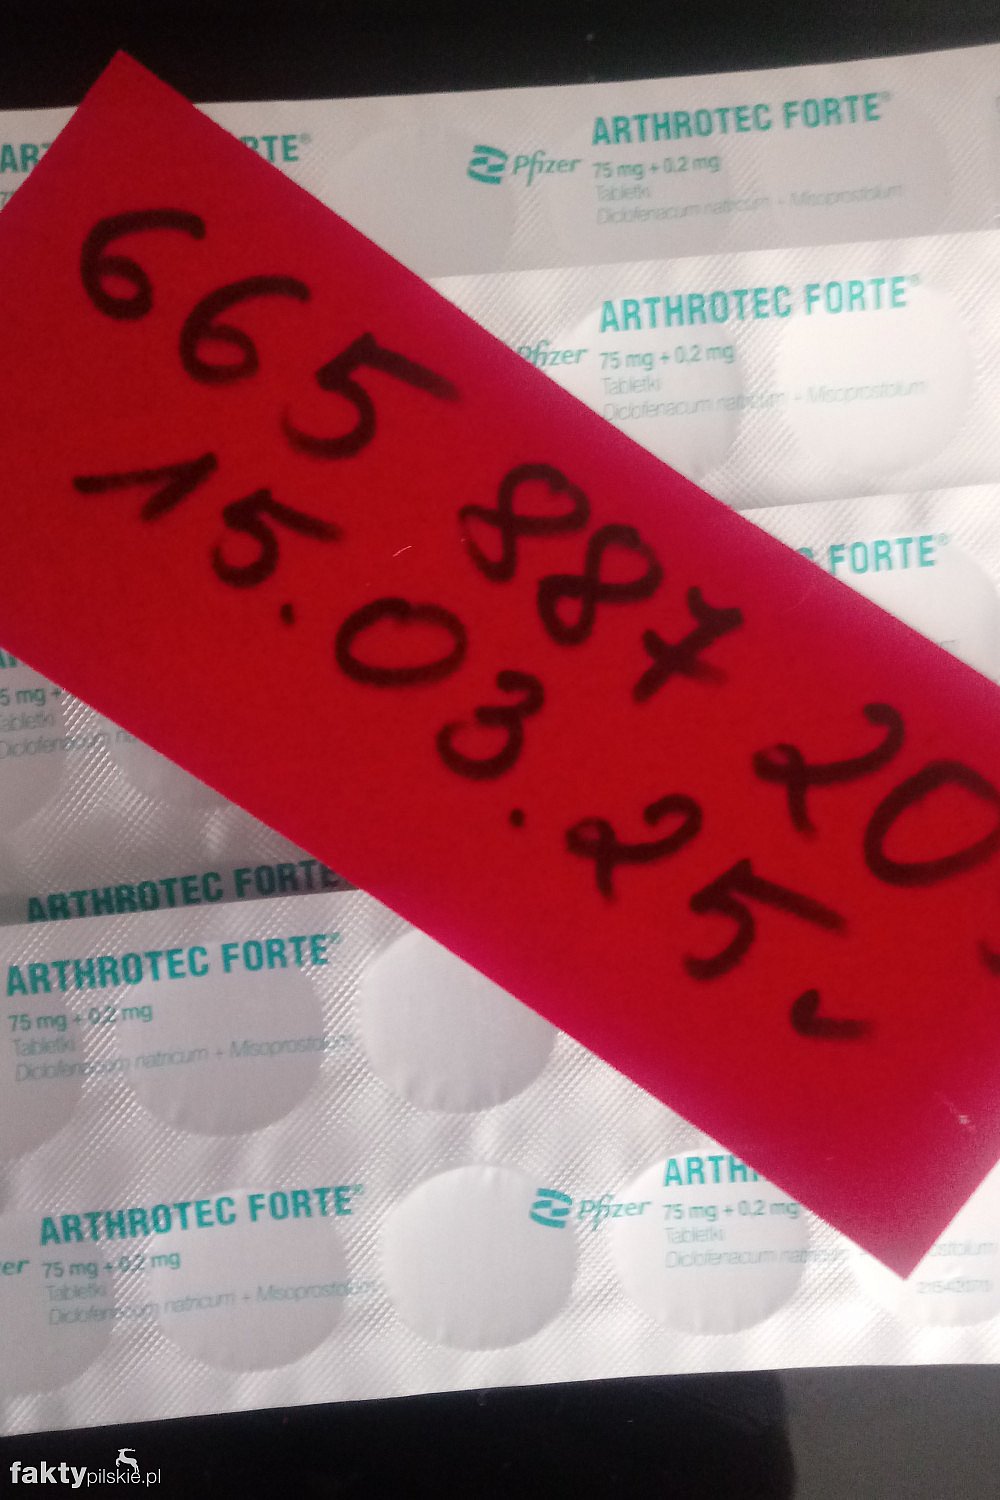 ARTHROTEC FORTE®
Pfizer 75 mg + 0,2 mg
Tabletki
Diclofenacum natricum + Misoprostolum
ARTHROTEC FORTE®
Pfizer 75 mg + 0,2 mg
Tabletki
Diclofenacum natricum + Misoprostolum
FORTE®
665 887 20
15.03.25
ARTHROTEC FORTE
ARTHROTEC FORTE®
75 mg + 0,2 mg
Tabletki
Diclofenacum natricum + Misoprostolum
ARTHROTEC FORTE®
75 mg + 0,2 mg
Tabletki
Diclofenacum natricum + Misoprostolum
Pfizer 75 mg + 0,2 mg
Tabletki
Diclofenacum
faktypilskie.pl